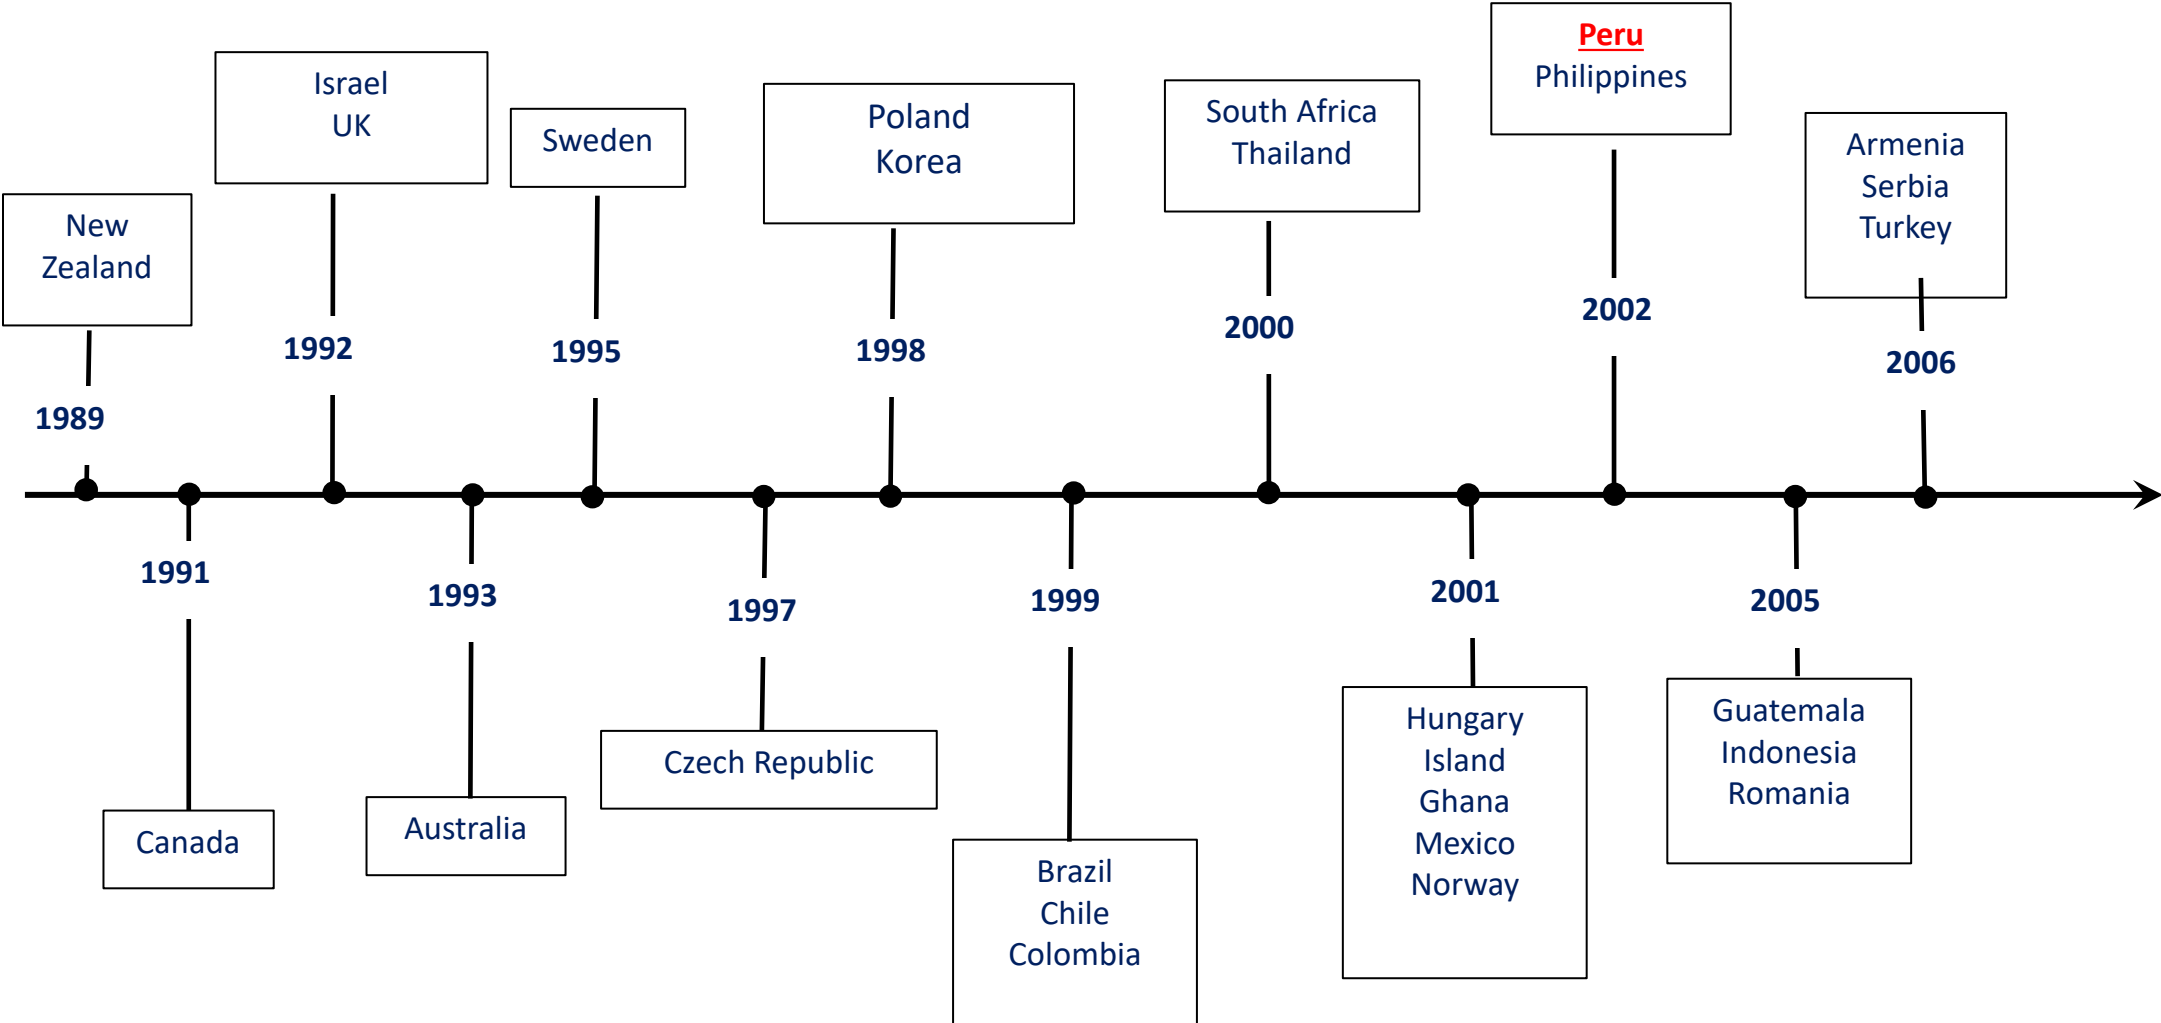 New
Zealand
1989
1991
Canada
Israel
UK
1992
1993
Australia
Sweden
1995
1997
Czech Republic
Poland
Korea
1998
1999
Brazil
Chile
Colombia
South Africa
Thailand
2000
2001
Hungary
Island
Ghana
Mexico
Norway
Peru
Philippines
2002
2005
Guatemala
Indonesia
Romania
Armenia
Serbia
Turkey
2006